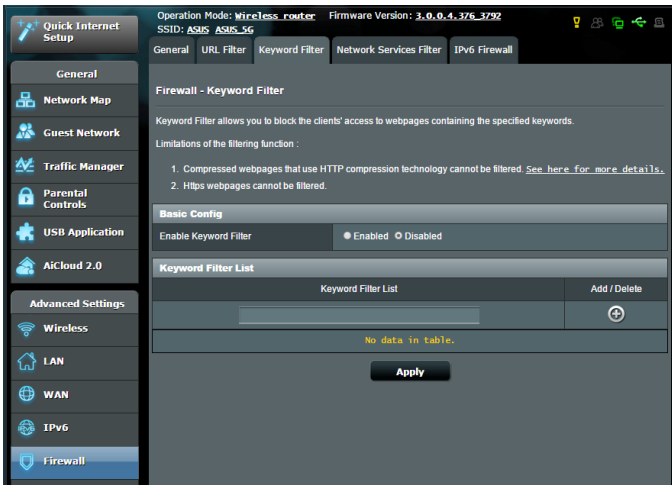 Quick Internet
Setup
Operation Mode: Wireless router Firmware Version: 3.0.0.4.376_3792
SSID: ASUS ASUS_5G
General
URL Filter
Keyword Filter
Network Services Filter
IPv6 Firewall
General
Network Map
Guest Network
Traffic Manager
Parental
Controls
USB Application
AiCloud 2.0
Advanced Settings
Wireless
LAN
WAN
IPv6
Firewall
Firewall - Keyword Filter
Keyword Filter allows you to block the clients' access to webpages containing the specified keywords.
Limitations of the filtering function :
1. Compressed webpages that use HTTP compression technology cannot be filtered. See here for more details.
2. Https webpages cannot be filtered.
Basic Config
Enable Keyword Filter
Enabled Disabled
Keyword Filter List
Keyword Filter List
Add / Delete
No data in table.
Apply